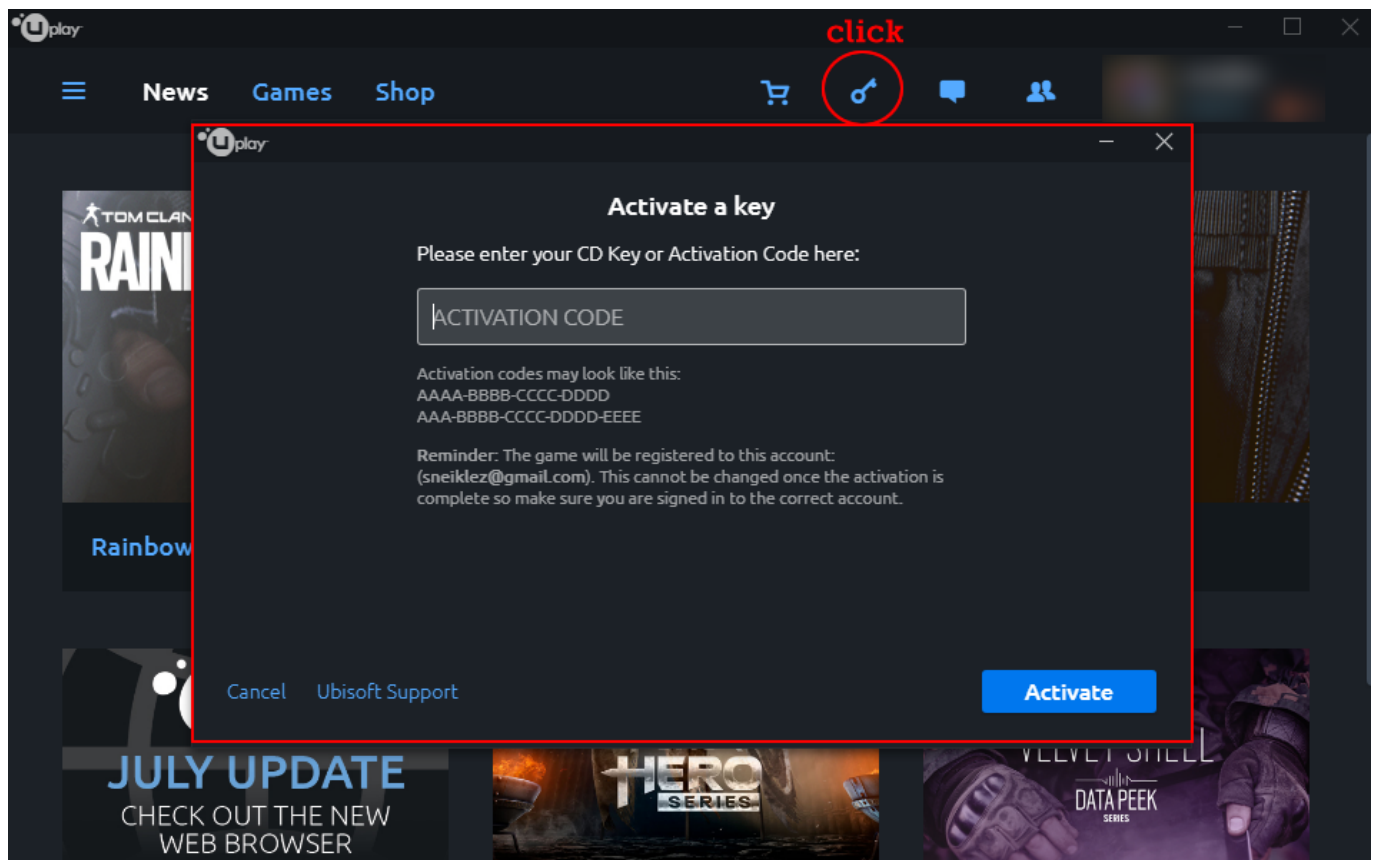 Uplay
click
News Games Shop
Uplay
Activate a key
Please enter your CD Key or Activation Code here:
ACTIVATION CODE
Activation codes may look like this:
AAAA-BBBB-CCCC-DDDD
AAA-BBBB-CCCC-DDDD-EEEE
Reminder: The game will be registered to this account:
(sneiklez@gmail.com). This cannot be changed once the activation is
complete so make sure you are signed in to the correct account.
Cancel Ubisoft Support Activate
TOM CLAN
RAIN
Rainbow
JULY UPDATE
CHECK OUT THE NEW
WEB BROWSER
HERO
SERIES
VELVET SHELL
DATA PEEK
SERIES